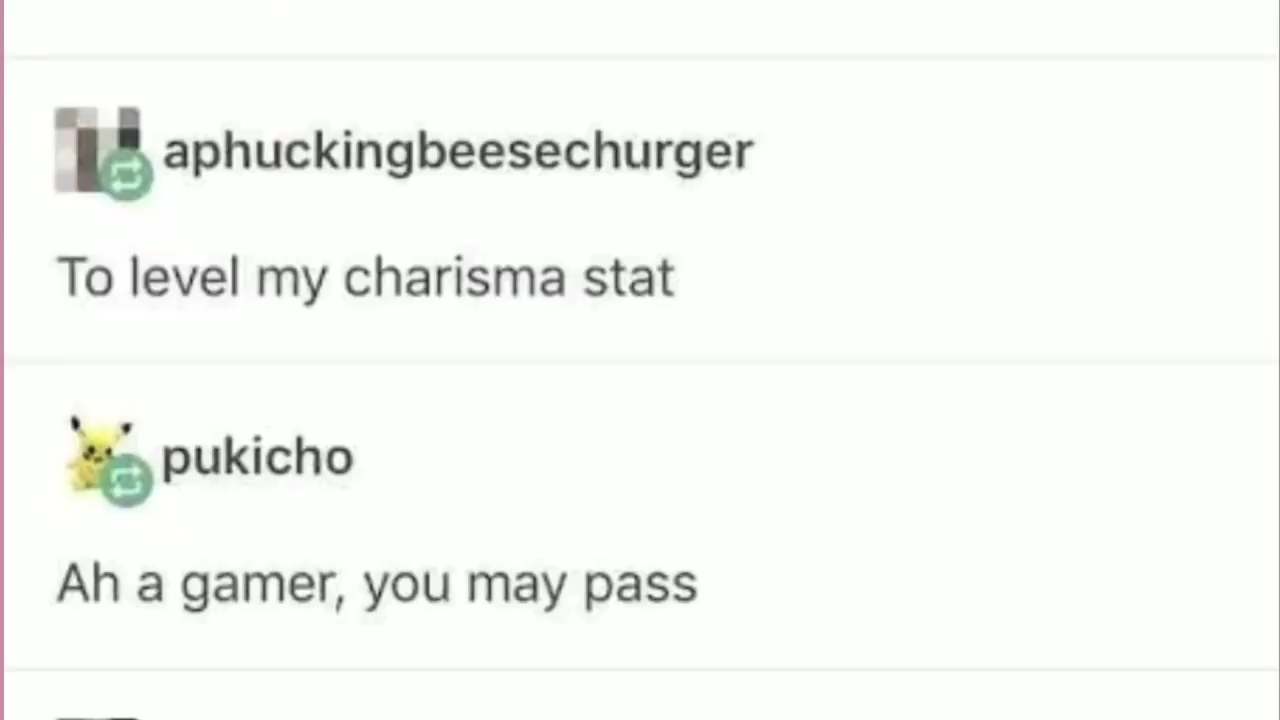 aphuckingbeesechurger
To level my charisma stat
pukicho
Ah a gamer, you may pass